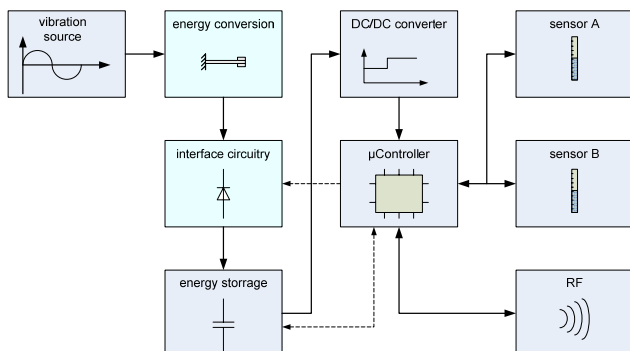 vibration
source
energy conversion
DC/DC converter
sensor A
interface circuitry
µController
sensor B
energy storrage
RF